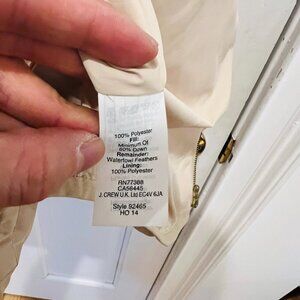 100% Polyester
Fill:
Minimum Of
80% Down
Remainder:
Waterfowl Feathers
Lining:
100% Polyester
RN77388
CA56445
J. CREW U.K. Ltd EC4V 6JA
Style 92465
HO 14